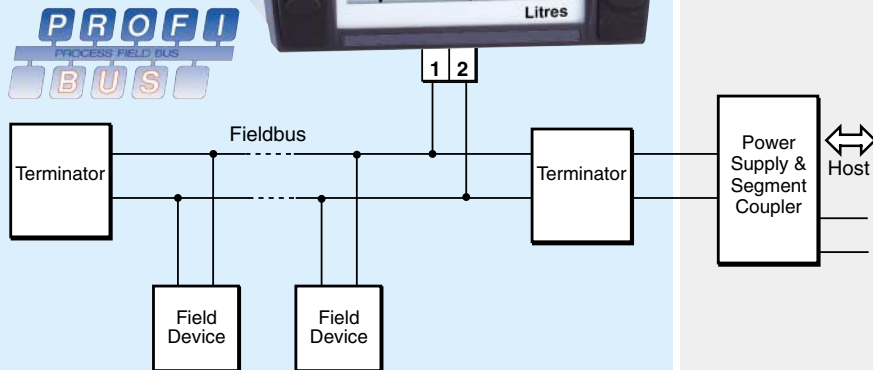 Litres
PROFI
PROCESS FIELD BUS
BUS
1 2
Fieldbus
Terminator
Terminator
Power
Supply &
Segment
Coupler
Host
Field
Device
Field
Device